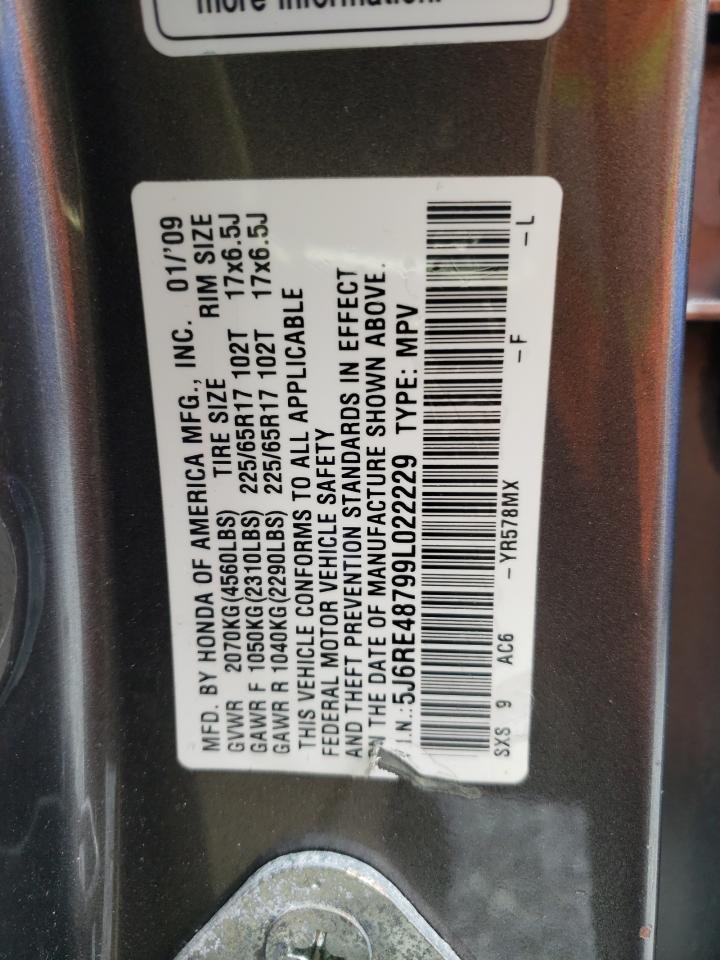 more information.
MFD. BY HONDA OF AMERICA MFG., INC. 01/'09
GVWR 2070KG(4560LBS) TIRE SIZE RIM SIZE
GAWR F 1050KG(2310LBS) 225/65R17 102T 17x6.5J
GAWR R 1040KG(2290LBS) 225/65R17 102T 17x6.5J
THIS VEHICLE CONFORMS TO ALL APPLICABLE
FEDERAL MOTOR VEHICLE SAFETY
AND THEFT PREVENTION STANDARDS IN EFFECT
THE DATE OF MANUFACTURE SHOWN ABOVE.
I.N.:5J6RE48799L022229 TYPE: MPV
SXS 9 AC6 -YR578MX -F -L